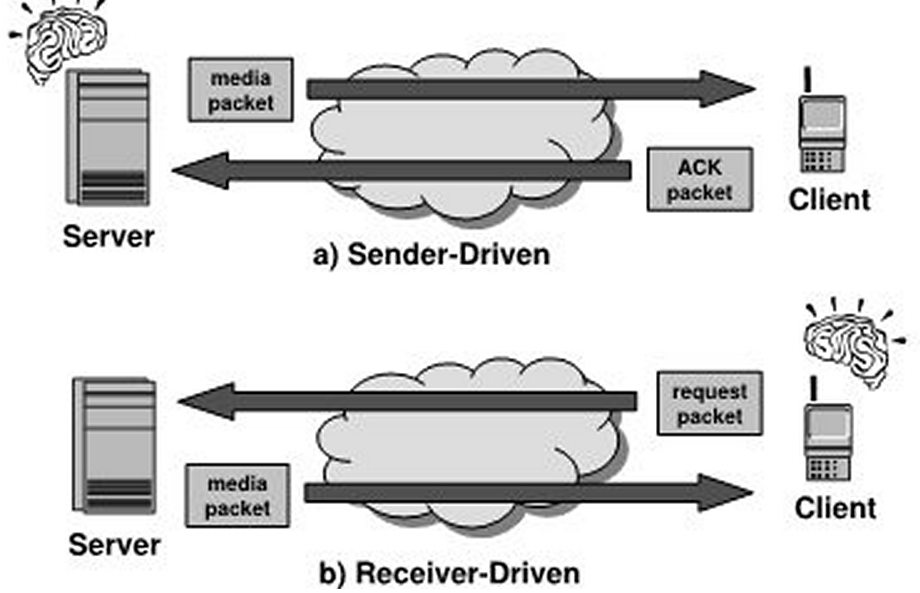 media
packet
ACK
packet
Client
Server
a) Sender-Driven
request
packet
media
packet
Client
Server
b) Receiver-Driven